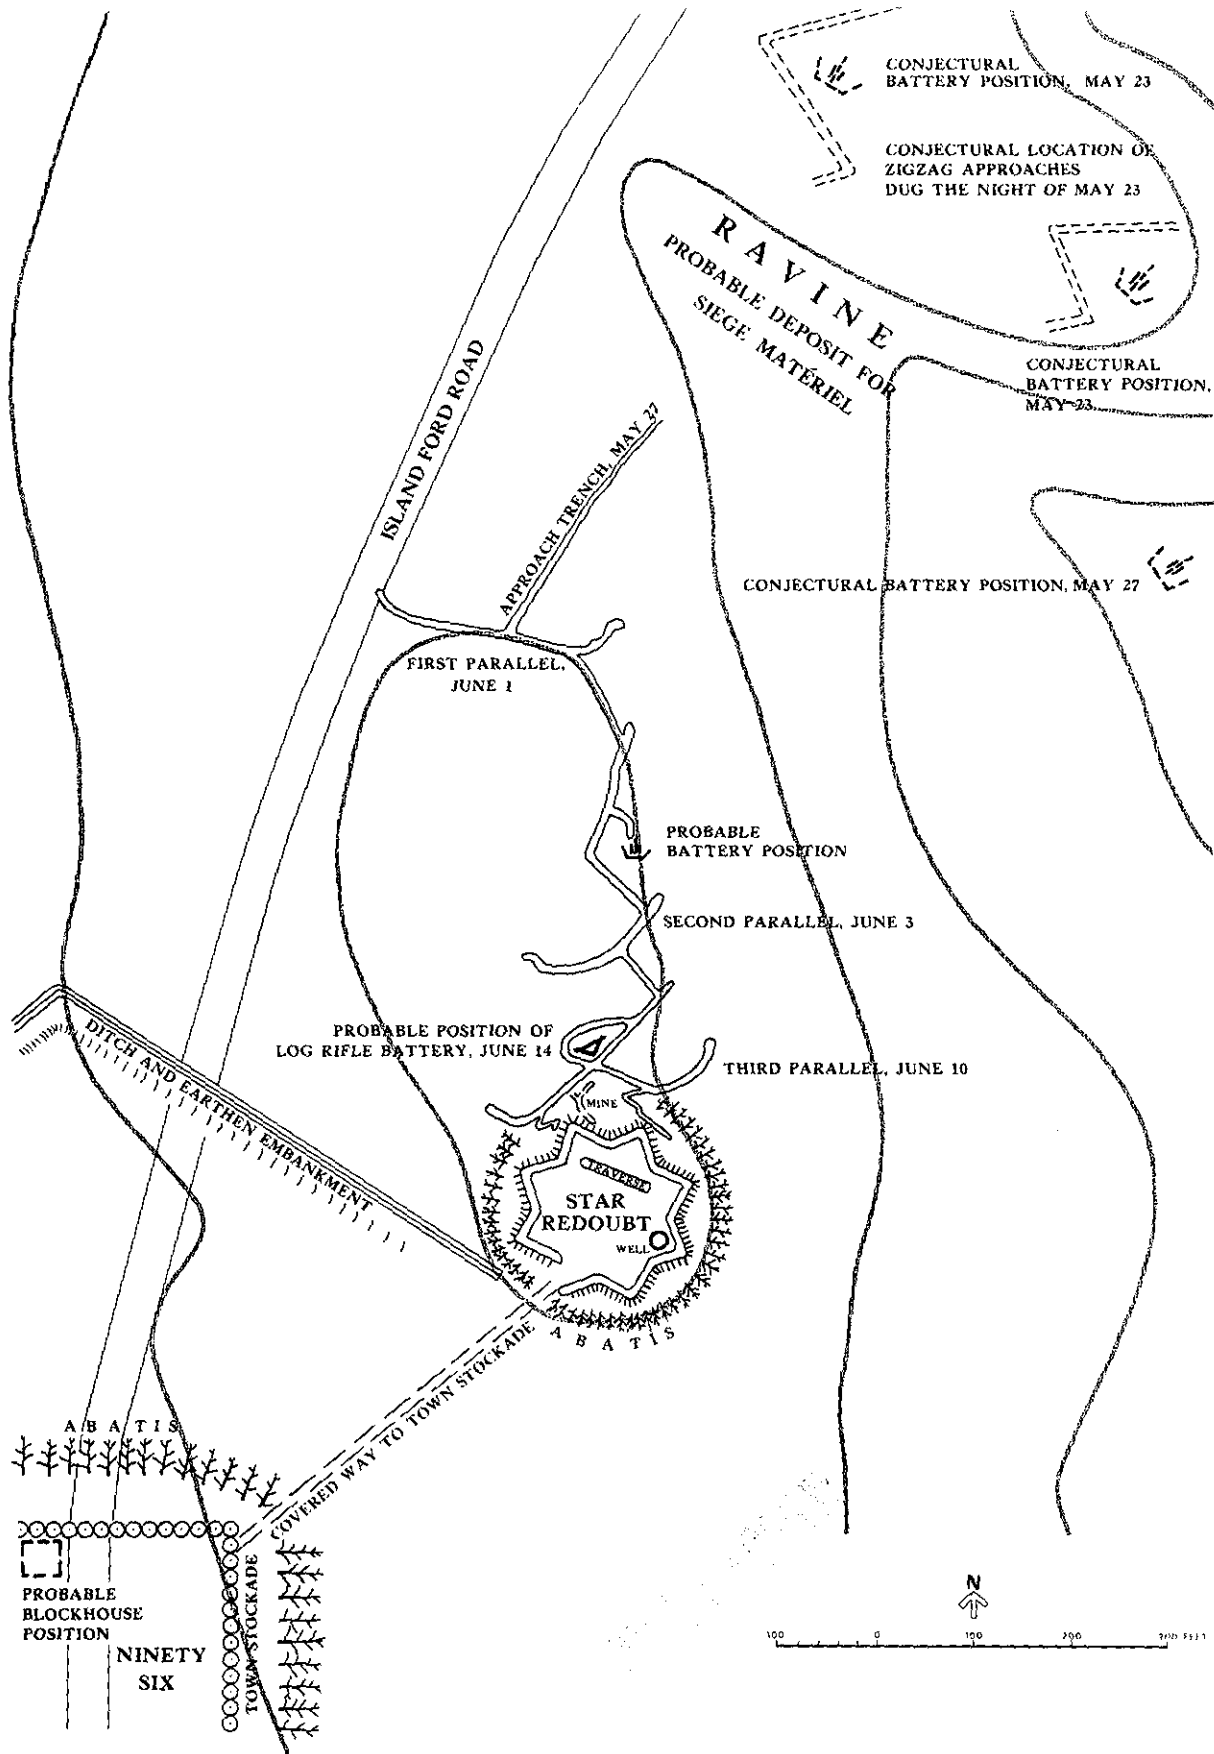 CONJECTURAL
BATTERY POSITION, MAY 23
CONJECTURAL LOCATION OF
ZIGZAG APPROACHES
DUG THE NIGHT OF MAY 23
RAVINE
PROBABLE DEPOSIT FOR
SIEGE MATÉRIEL
CONJECTURAL
BATTERY POSITION,
MAY 23
ISLAND FORD ROAD
APPROACH TRENCH, MAY 27
CONJECTURAL BATTERY POSITION, MAY 27
FIRST PARALLEL,
JUNE 1
PROBABLE
BATTERY POSITION
SECOND PARALLEL, JUNE 3
PROBABLE POSITION OF
LOG RIFLE BATTERY, JUNE 14
THIRD PARALLEL, JUNE 10
DITCH AND EARTHEN EMBANKMENT
MINE
TRAVERSE
STAR
REDOUBT
WELL
ABATIS
COVERED WAY TO TOWN STOCKADE
ABATIS
PROBABLE
BLOCKHOUSE
POSITION
NINETY
SIX
TOWN STOCKADE
N
100 0 100 200 300 FEET